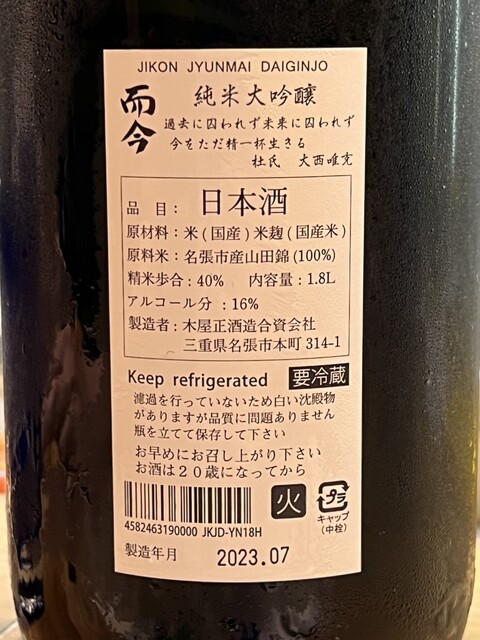 JIKON JYUNMAI DAIGINJO
而今 純米大吟醸
過去に囚われず未来に囚われず
今をただ精一杯生きる
杜氏 大西唯克
品 目: 日本酒
原材料:米(国産)米麹(国産米)
原料米:名張市産山田錦(100%)
精米歩合:40% 内容量:1.8L
アルコール分 :16%
製造者:木屋正酒造合資会社
三重県名張市本町 314-1
Keep refrigerated 要冷蔵
濾過を行っていないため白い沈殿物
がありますが品質に問題ありません
瓶を立てて保存して下さい
お早めにお召し上がり下さい
お酒は20歳になってから
火 プラ
キャップ
(中栓)
4582463190000 JKJD-YN18H
製造年月 2023.07